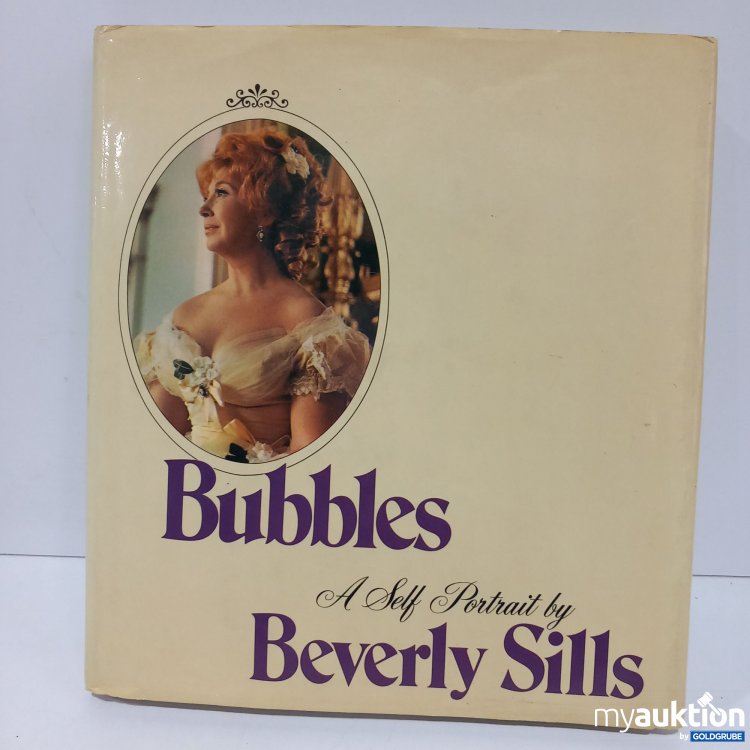 Bubbles
A Self Portrait by
Beverly Sills
myauktion
by GOLDGRUBE